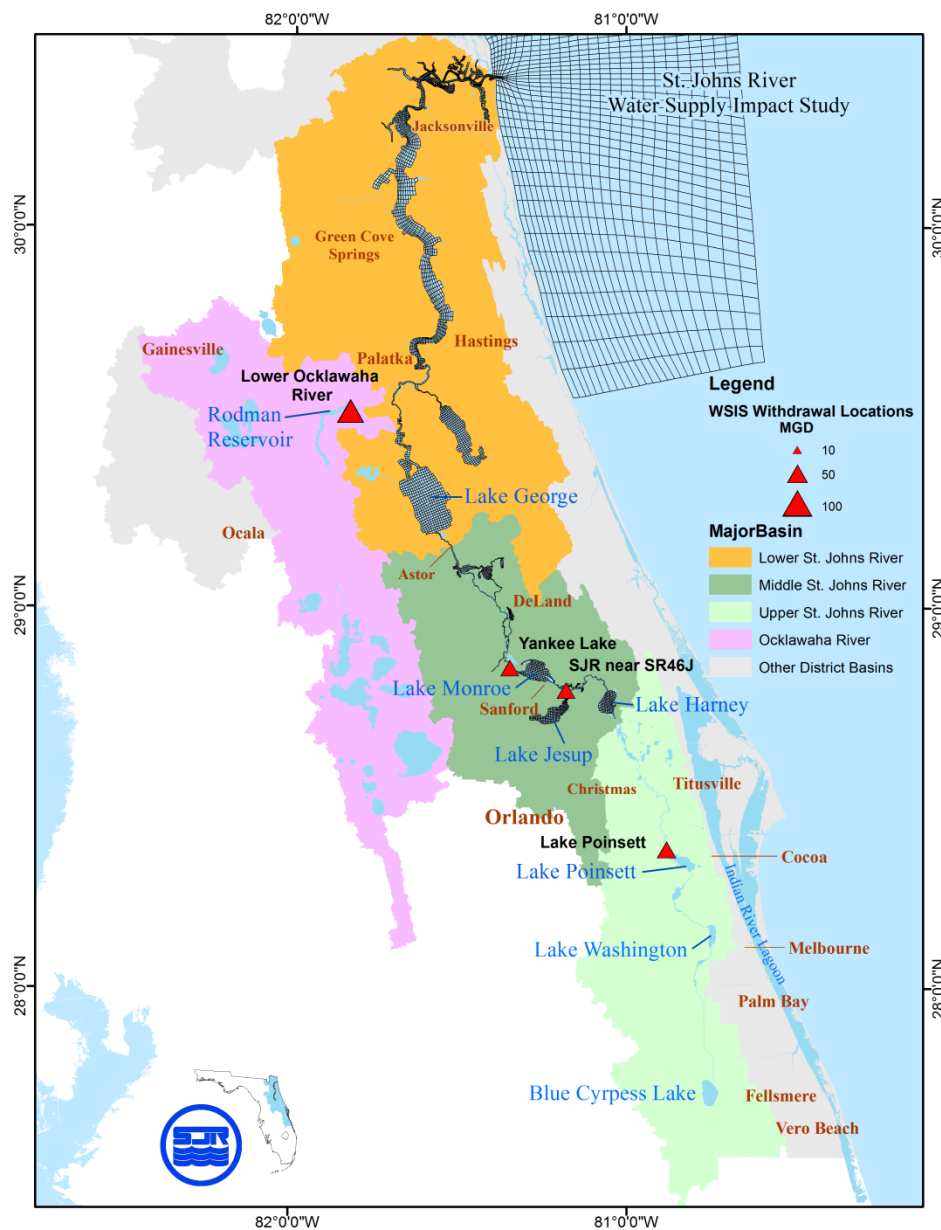 82°0'0"W
81°0'0"W
St. Johns River
Water Supply Impact Study
Jacksonville
30°0'0"N
30°0'0"N
Green Cove
Springs
Gainesville
Hastings
Palatka
Lower Ocklawaha
River
Rodman
Reservoir
Legend
WSIS Withdrawal Locations
MGD
10
50
100
MajorBasin
Lower St. Johns River
Middle St. Johns River
Upper St. Johns River
Ocklawaha River
Other District Basins
Lake George
Ocala
Astor
29°0'0"N
29°0'0"N
DeLand
Yankee Lake
SJR near SR46J
Lake Monroe
Sanford
Lake Harney
Lake Jesup
Christmas
Titusville
Orlando
Lake Poinsett
Cocoa
Lake Poinsett
Indian River Lagoon
Lake Washington
Melbourne
28°0'0"N
28°0'0"N
Palm Bay
Blue Cyrpess Lake
Fellsmere
Vero Beach
SJR
82°0'0"W
81°0'0"W